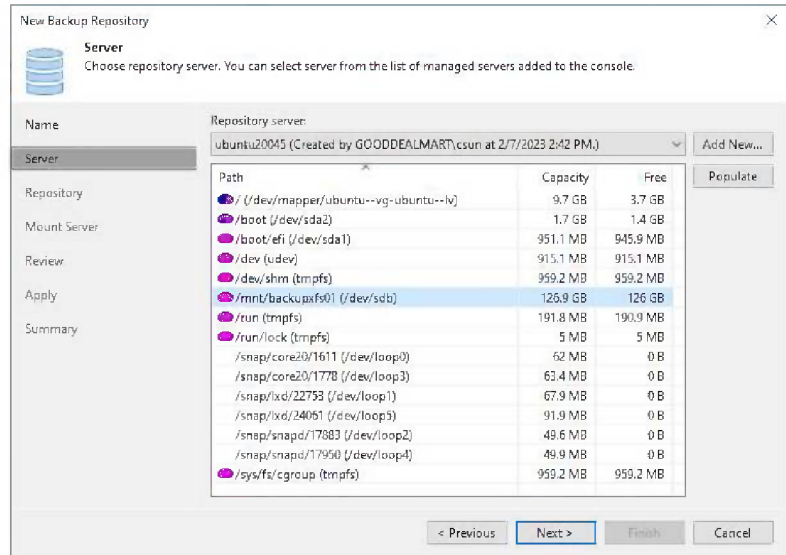 New Backup Repository
Server
Choose repository server. You can select server from the list of managed servers added to the console.
Name
Server
Repository
Mount Server
Review
Apply
Summary
Repository server:
ubuntu20045 (Created by GOODDEALMART\csun at 2/7/2023 2:42 PM.)
Add New...
Populate
Path Capacity Free
/ (/dev/mapper/ubuntu--vg-ubuntu--lv) 9.7 GB 3.7 GB
/boot (/dev/sda2) 1.7 GB 1.4 GB
/boot/efi (/dev/sda1) 951.1 MB 945.9 MB
/dev (udev) 915.1 MB 915.1 MB
/dev/shm (tmpfs) 959.2 MB 959.2 MB
/mnt/backupxfs01 (/dev/sdb) 126.9 GB 126 GB
/run (tmpfs) 191.8 MB 190.9 MB
/run/lock (tmpfs) 5 MB 5 MB
/snap/core20/1611 (/dev/loop0) 62 MB 0 B
/snap/core20/1778 (/dev/loop3) 63.4 MB 0 B
/snap/lxd/22753 (/dev/loop1) 67.9 MB 0 B
/snap/lxd/24061 (/dev/loop5) 91.9 MB 0 B
/snap/snapd/17883 (/dev/loop2) 49.6 MB 0 B
/snap/snapd/17950 (/dev/loop4) 49.9 MB 0 B
/sys/fs/cgroup (tmpfs) 959.2 MB 959.2 MB
< Previous
Next >
Finish
Cancel